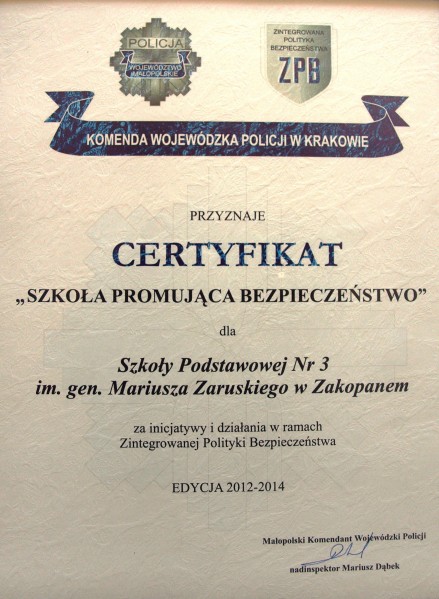 POLICJA
WOJEWÓDZTWO
MAŁOPOLSKIE
ZINTEGROWANA
POLITYKA
BEZPIECZEŃSTWA
ZPB
KOMENDA WOJEWÓDZKA POLICJI W KRAKOWIE
PRZYZNAJE
CERTYFIKAT
„SZKOŁA PROMUJĄCA BEZPIECZEŃSTWO”
dla
Szkoły Podstawowej Nr 3
im. gen. Mariusza Zaruskiego w Zakopanem
za inicjatywy i działania w ramach
Zintegrowanej Polityki Bezpieczeństwa
EDYCJA 2012-2014
Małopolski Komendant Wojewódzki Policji
nadinspektor Mariusz Dąbek